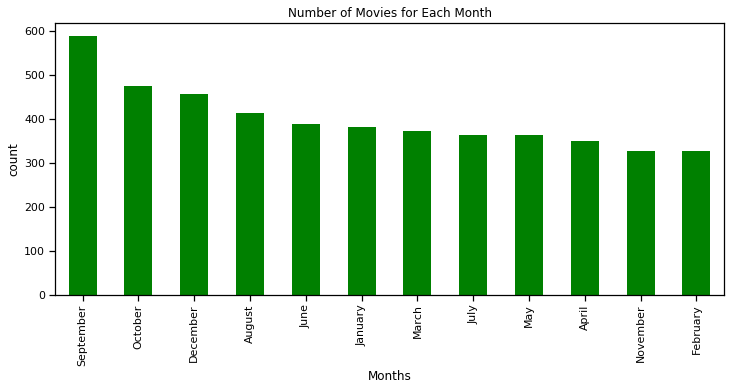 Number of Movies for Each Month
count
600
500
400
300
200
100
0
September
October
December
August
June
January
March
July
May
April
November
February
Months